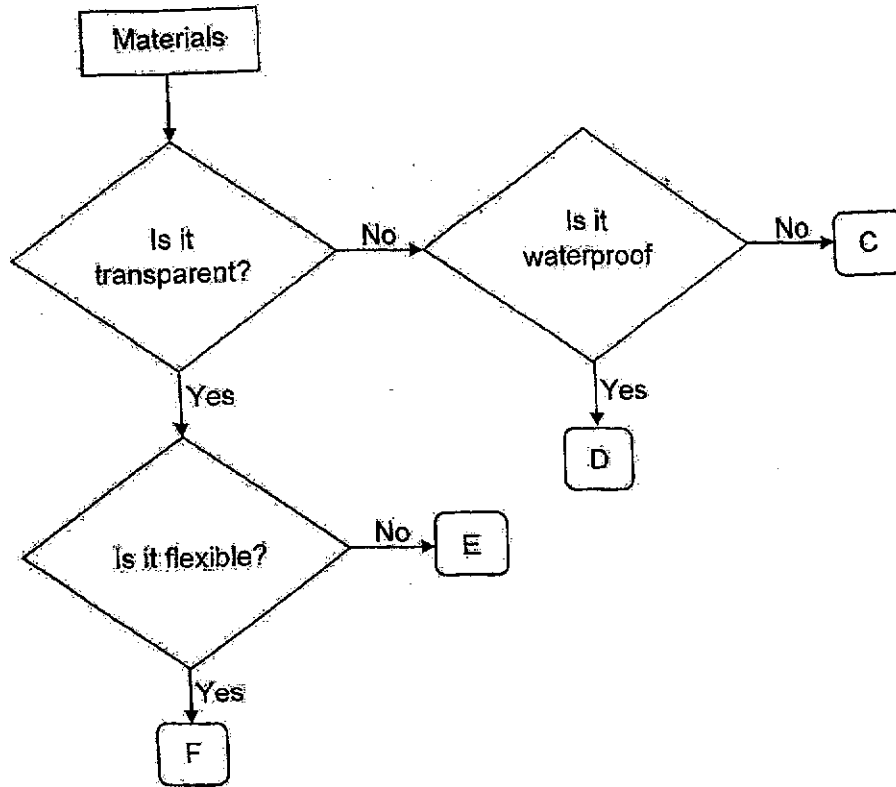 Materials
Is it
transparent?
No
Is it
waterproof
No
C
Yes
D
Yes
Is it flexible?
No
E
Yes
F